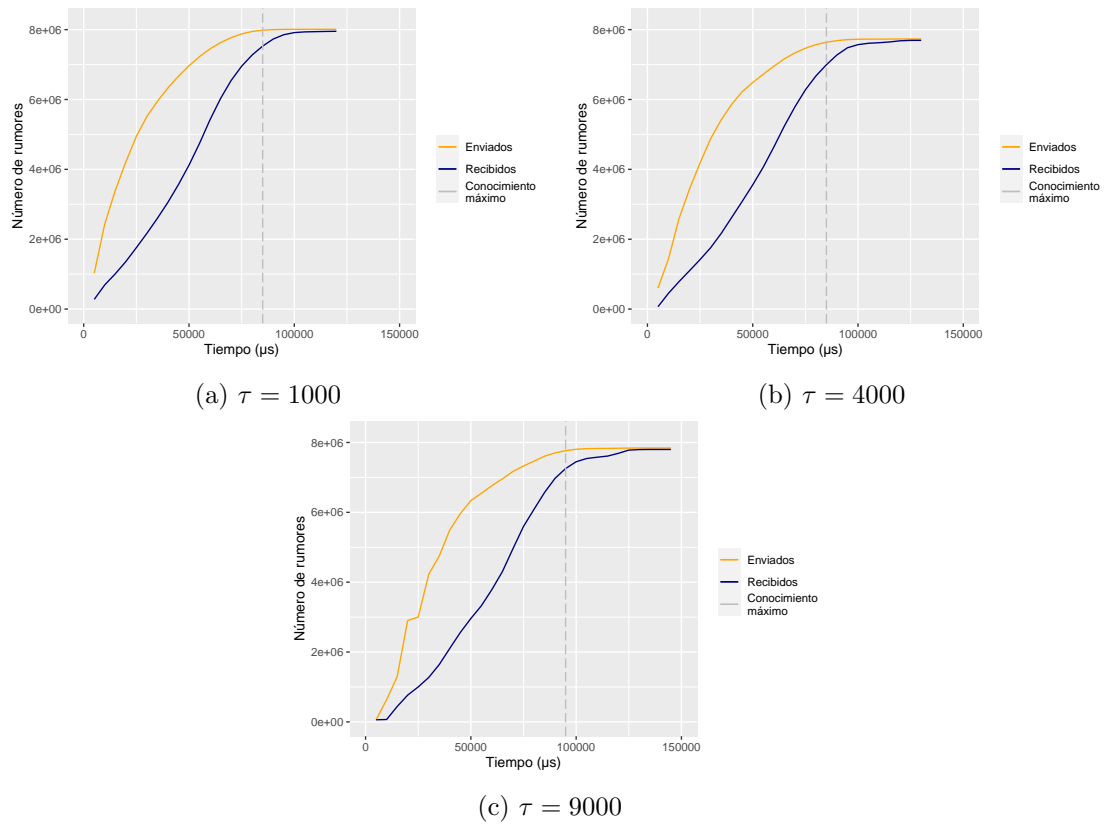 8e+06
6e+06
4e+06
2e+06
0e+00
Número de rumores
0 50000 100000 150000
Tiempo (µs)
Enviados
Recibidos
Conocimiento
máximo
(a) τ = 1000
8e+06
6e+06
4e+06
2e+06
0e+00
Número de rumores
0 50000 100000 150000
Tiempo (µs)
Enviados
Recibidos
Conocimiento
máximo
(b) τ = 4000
8e+06
6e+06
4e+06
2e+06
0e+00
Número de rumores
0 50000 100000 150000
Tiempo (µs)
Enviados
Recibidos
Conocimiento
máximo
(c) τ = 9000